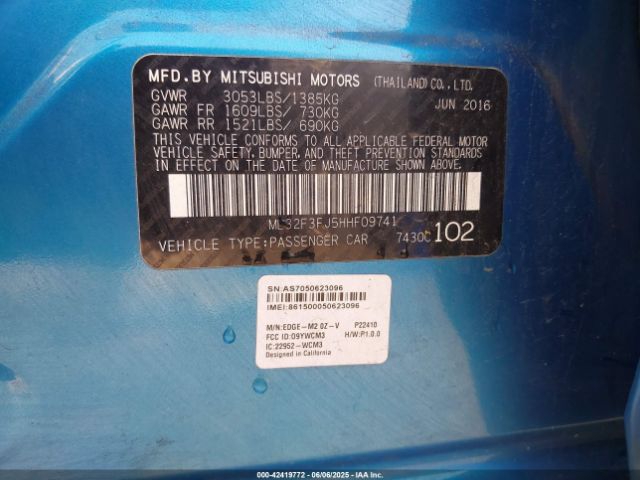 MFD.BY MITSUBISHI MOTORS (THAILAND) CO., LTD.
GVWR 3053LBS/1385KG JUN 2016
GAWR FR 1609LBS/ 730KG
GAWR RR 1521LBS/ 690KG
THIS VEHICLE CONFORMS TO ALL APPLICABLE FEDERAL MOTOR
VEHICLE SAFETY, BUMPER, AND THEFT PREVENTION STANDARDS
IN EFFECT ON THE DATE OF MANUFACTURE SHOWN ABOVE.
ML32F3FJ5HHF09741
VEHICLE TYPE:PASSENGER CAR 7430C 102
SN:AS7050623096
IMEI:861500050623096
M/N:EDGE-M2 0Z-V P22410
FCC ID:O9YWCM3 H/W:P1.0.0
IC:22952-WCM3
Designed in California
000-42419772 - 06/06/2025 - IAAI.COM